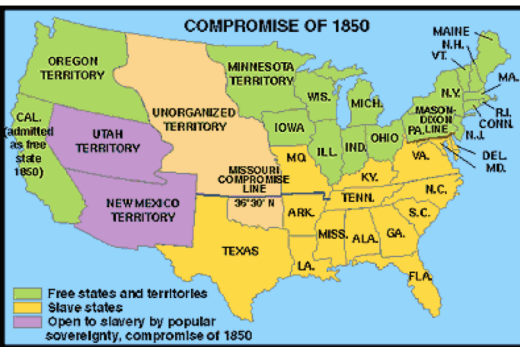 COMPROMISE OF 1850
MAINE
N.H.
VT.
OREGON
TERRITORY
MINNESOTA
TERRITORY
WIS.
MICH.
N.Y.
MA.
R.I.
CONN.
N.J.
MASON-
DIXON
LINE
PA.
CAL.
(admitted
as free
state
1850)
UNORGANIZED
TERRITORY
UTAH
TERRITORY
IOWA
ILL.
IND.
OHIO
DEL.
MD.
VA.
MO.
KY.
MISSOURI
COMPROMISE
LINE
36°30' N
NEW MEXICO
TERRITORY
N.C.
TENN.
ARK.
S.C.
MISS.
ALA.
GA.
TEXAS
LA.
FLA.
Free states and territories
Slave states
Open to slavery by popular
sovereignty, compromise of 1850